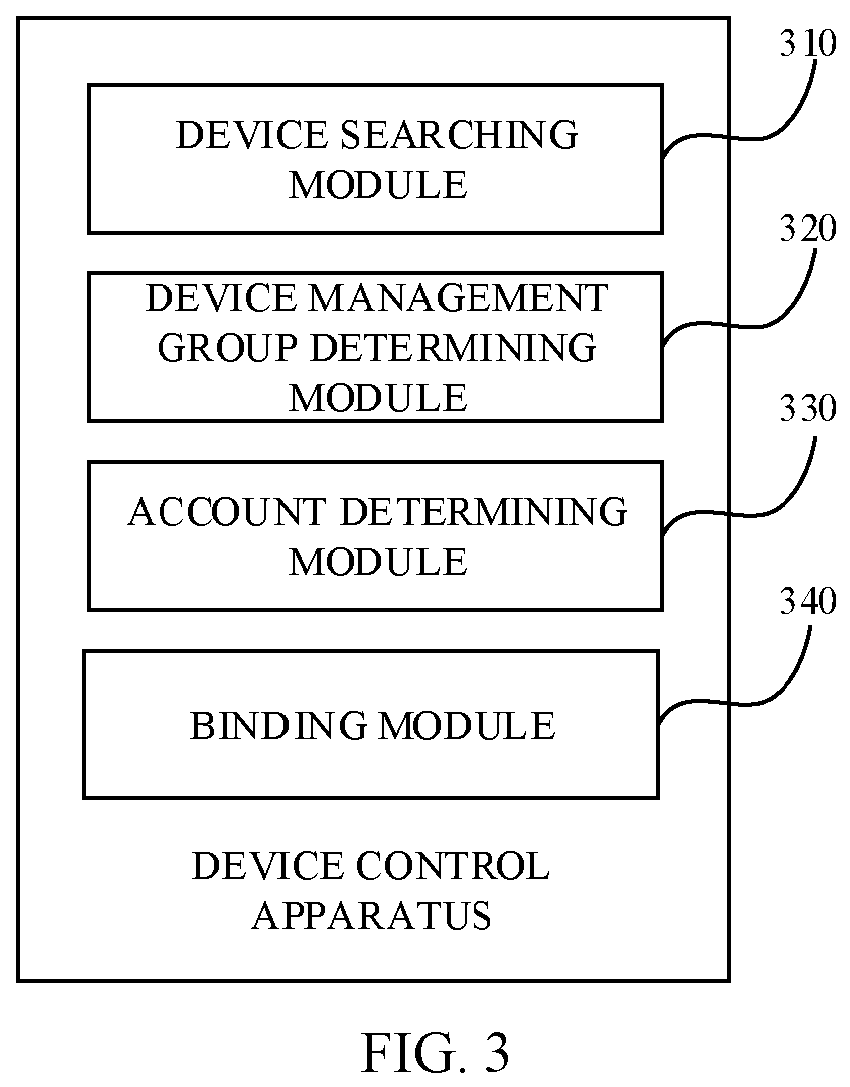 310
DEVICE SEARCHING
MODULE
320
DEVICE MANAGEMENT
GROUP DETERMINING
MODULE
330
ACCOUNT DETERMINING
MODULE
340
BINDING MODULE
DEVICE CONTROL
APPARATUS
FIG. 3